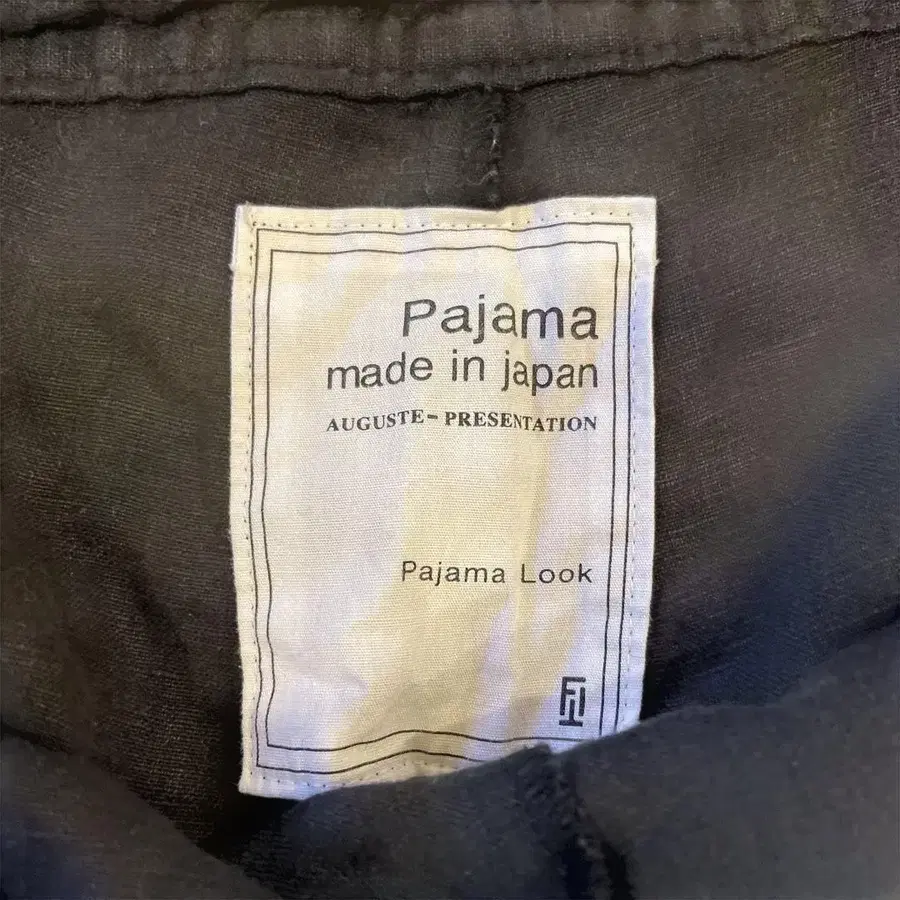 Pajama
made in japan
AUGUSTE-PRESENTATION
Pajama Look